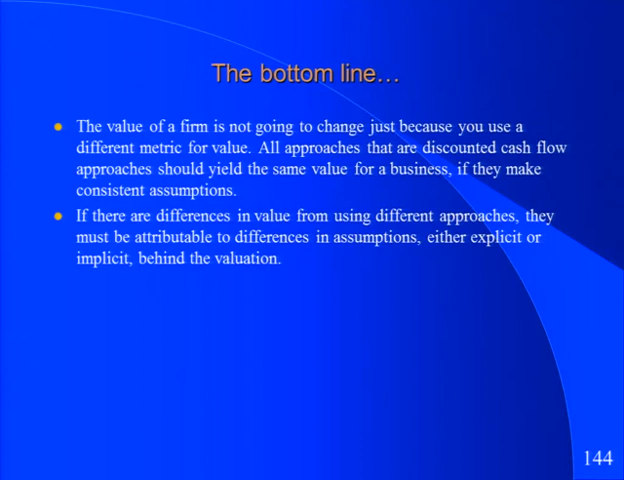 The bottom line…
The value of a firm is not going to change just because you use a
different metric for value. All approaches that are discounted cash flow
approaches should yield the same value for a business, if they make
consistent assumptions.
If there are differences in value from using different approaches, they
must be attributable to differences in assumptions, either explicit or
implicit, behind the valuation.
144